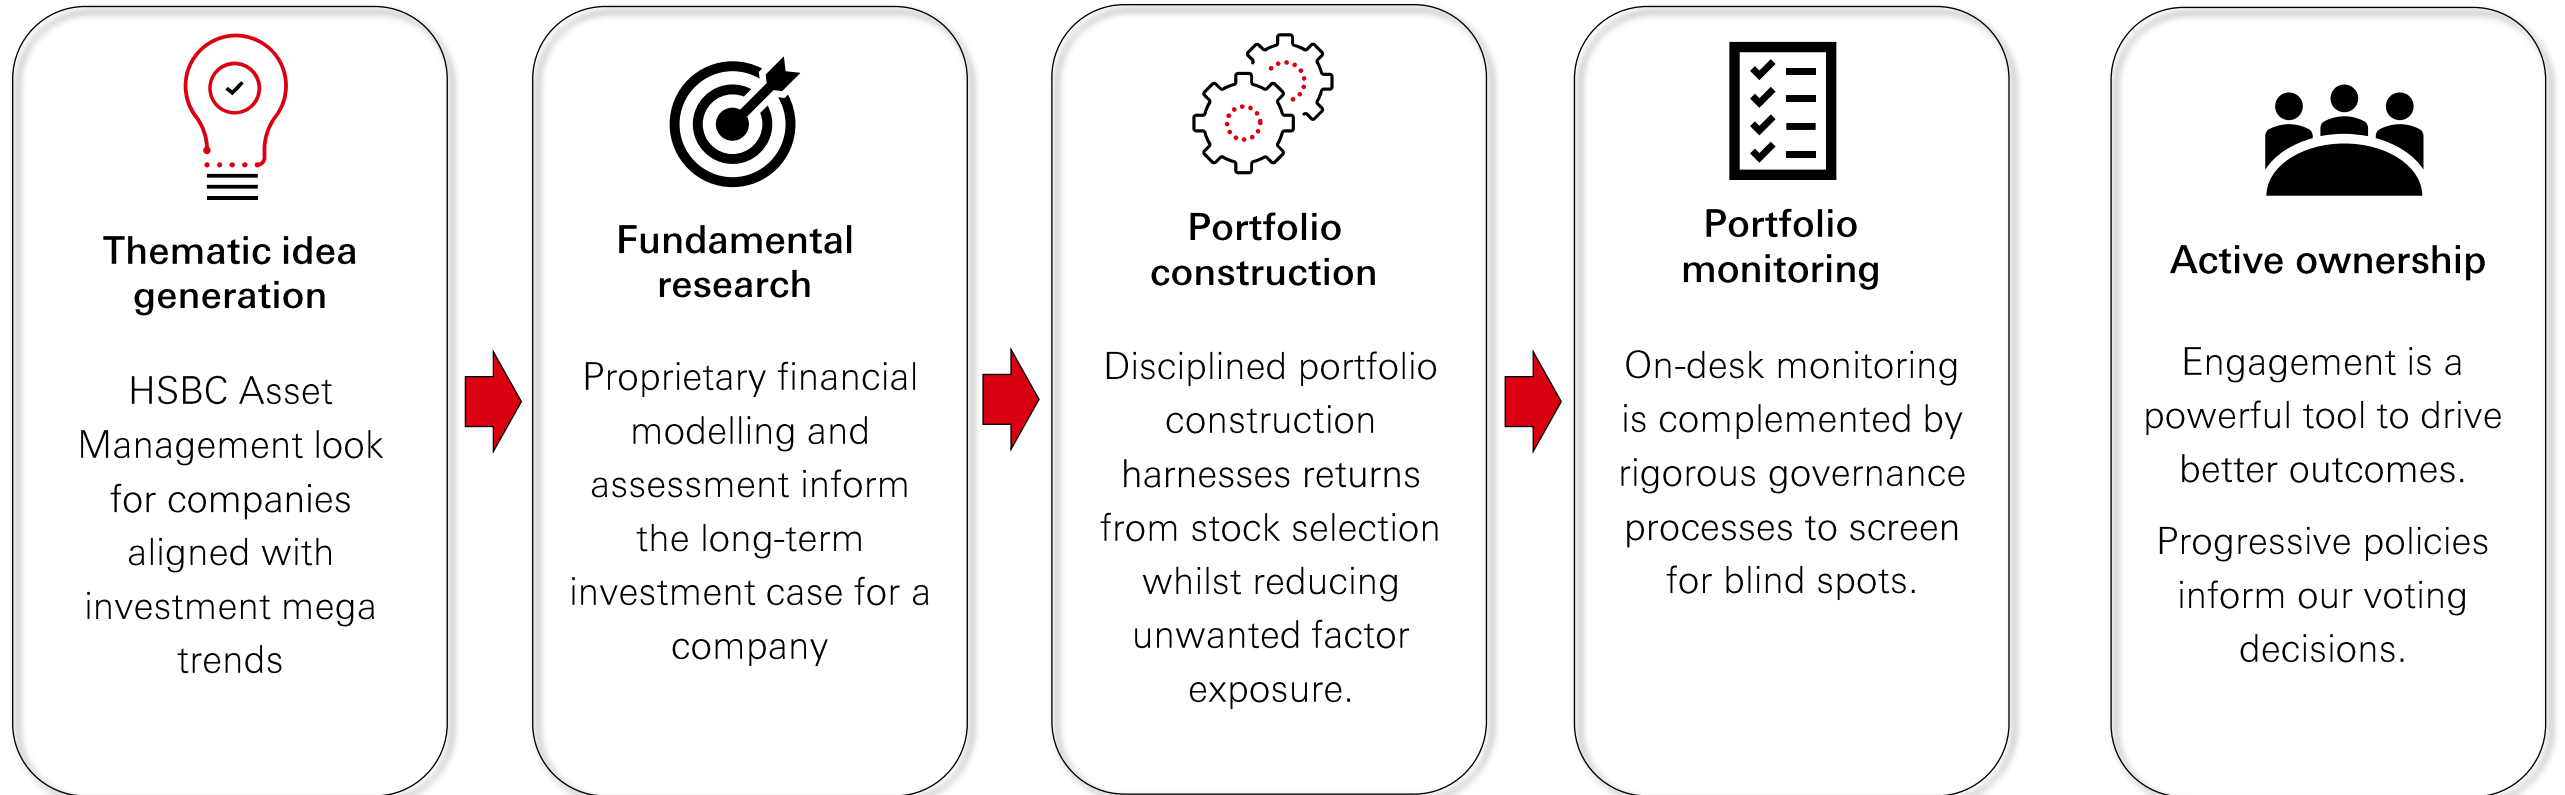 Thematic idea
generation
HSBC Asset
Management look
for companies
aligned with
investment mega
trends
Fundamental
research
Proprietary financial
modelling and
assessment inform
the long-term
investment case for a
company
Portfolio
construction
Disciplined portfolio
construction
harnesses returns
from stock selection
whilst reducing
unwanted factor
exposure.
Portfolio
monitoring
On-desk monitoring
is complemented by
rigorous governance
processes to screen
for blind spots.
Active ownership
Engagement is a
powerful tool to drive
better outcomes.
Progressive policies
inform our voting
decisions.